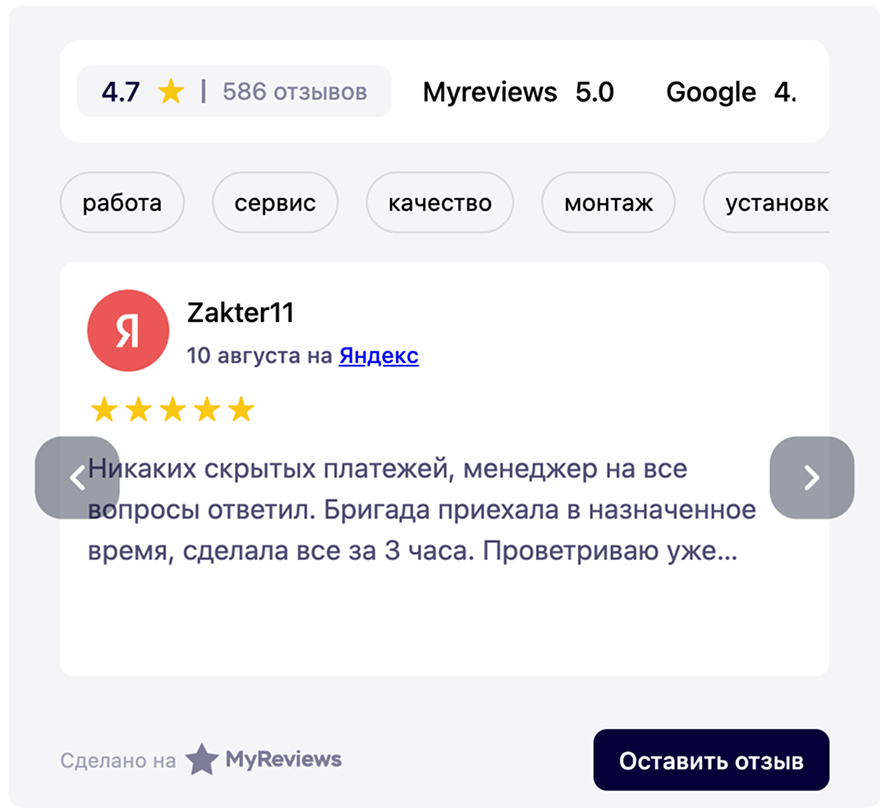 4.7 | 586 отзывов Myreviews 5.0 Google 4.
работа сервис качество монтаж установк
Я
Zakter11
10 августа на Яндекс
Никаких скрытых платежей, менеджер на все
вопросы ответил. Бригада приехала в назначенное
время, сделала все за 3 часа. Проветриваю уже...
Сделано на MyReviews
Оставить отзыв